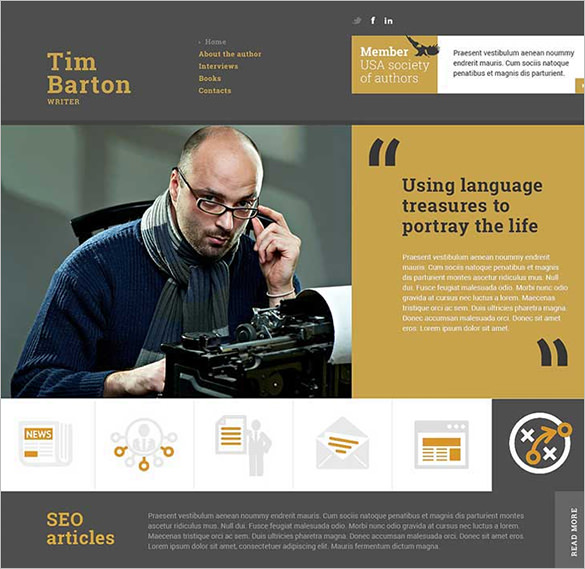 Tim
Barton
WRITER
Home
About the author
Interviews
Books
Contacts
f in
Member
USA society
of authors
Praesent vestibulum aenean noummy
endrerit mauris. Cum sociis natoque
penatibus et magnis dis parturient.
Using language
treasures to
portray the life
Praesent vestibulum aenean noummy endrerit
mauris. Cum sociis natoque penatibus et magnis
dis parturient montes ascetur ridiculus mus. Null
dui. Fusce feugiat malesuada odio. Morbi nunc odio
gravida at cursus nec luctus a lorem. Maecenas
tristique orci ac sem. Duis ultricies pharetra magna.
Donec accumsan malesuada orci. Donec sit amet
eros. Lorem ipsum dolor sit amet.
NEWS
SEO
articles
Praesent vestibulum aenean noummy endrerit mauris. Cum sociis natoque penatibus et magnis dis parturient montes
ascetur ridiculus mus. Null dui. Fusce feugiat malesuada odio. Morbi nunc odio gravida at cursus nec luctus a lorem.
Maecenas tristique orci ac sem. Duis ultricies pharetra magna. Donec accumsan malesuada orci. Donec sit amet eros.
Lorem ipsum dolor sit amet, consectetuer adipiscing elit. Mauris fermentum dictum magna.
READ MORE